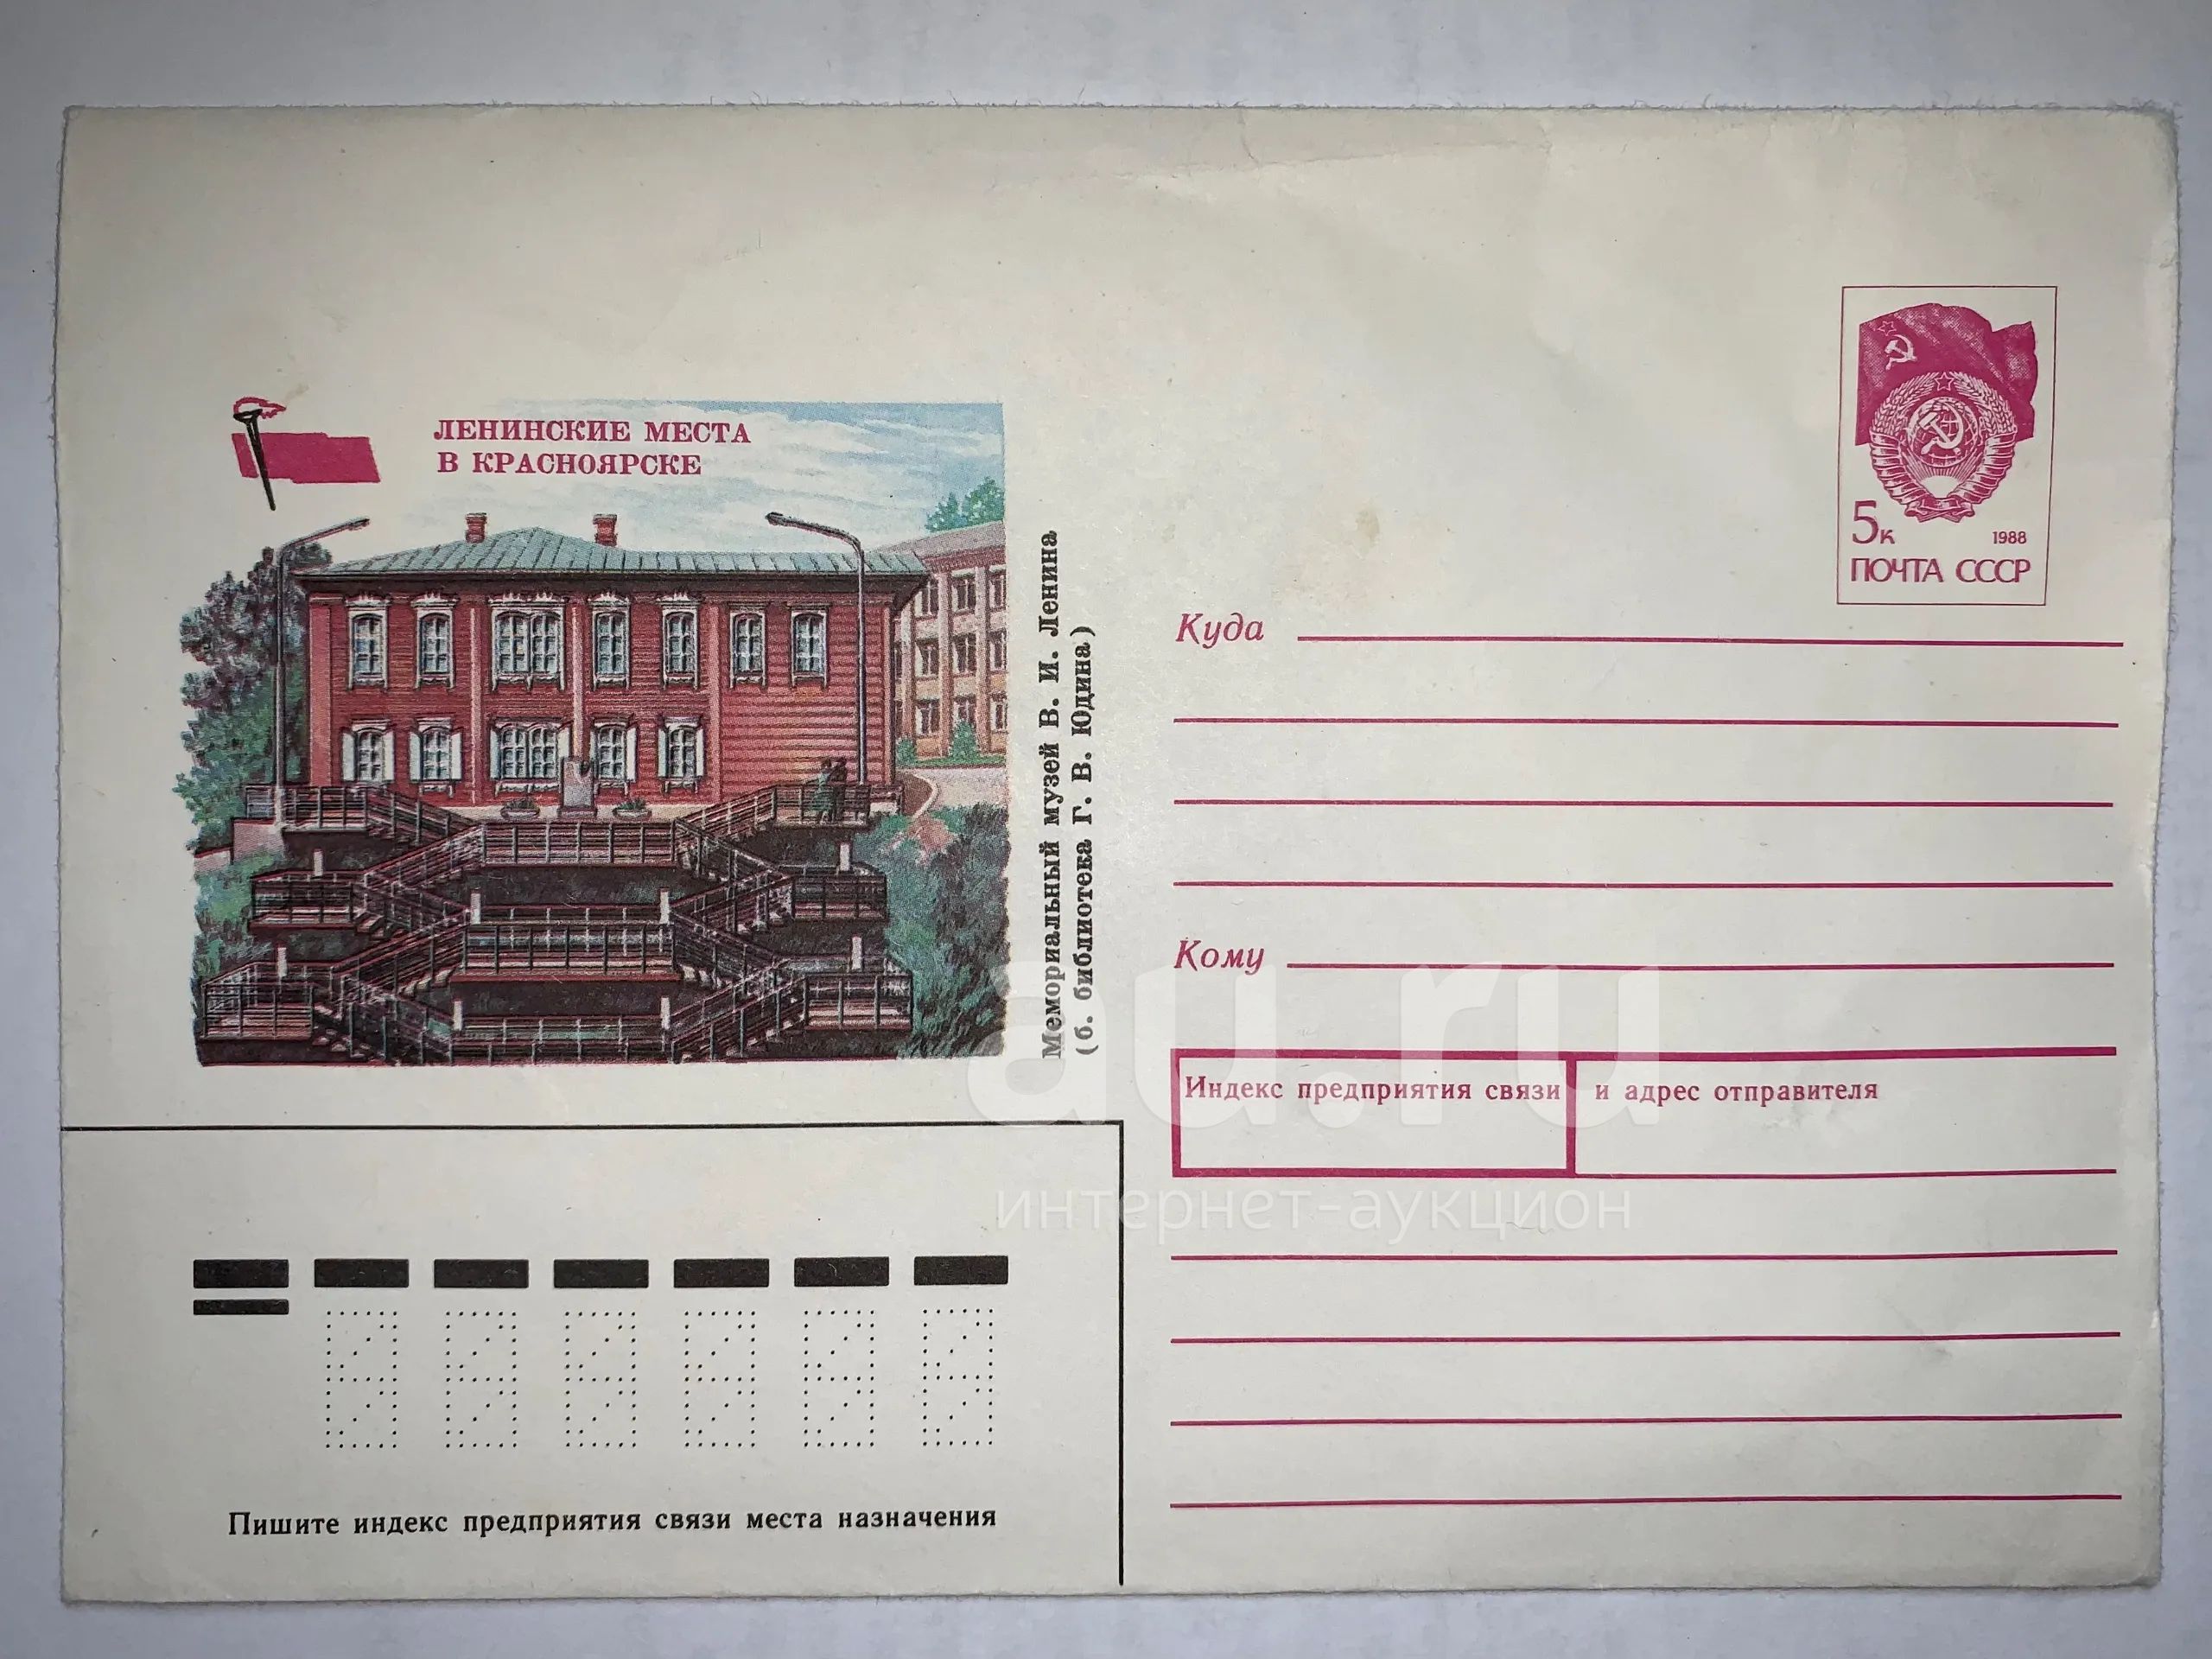 ЛЕНИНСКИЕ МЕСТА
В КРАСНОЯРСКЕ
Мемориальный музей В. И. Ленина
(б. библиотека Г. В. Юдина)
5к 1988
ПОЧТА СССР
Куда
Кому
Индекс предприятия связи и адрес отправителя
Пишите индекс предприятия связи места назначения
au.ru
интернет-аукцион